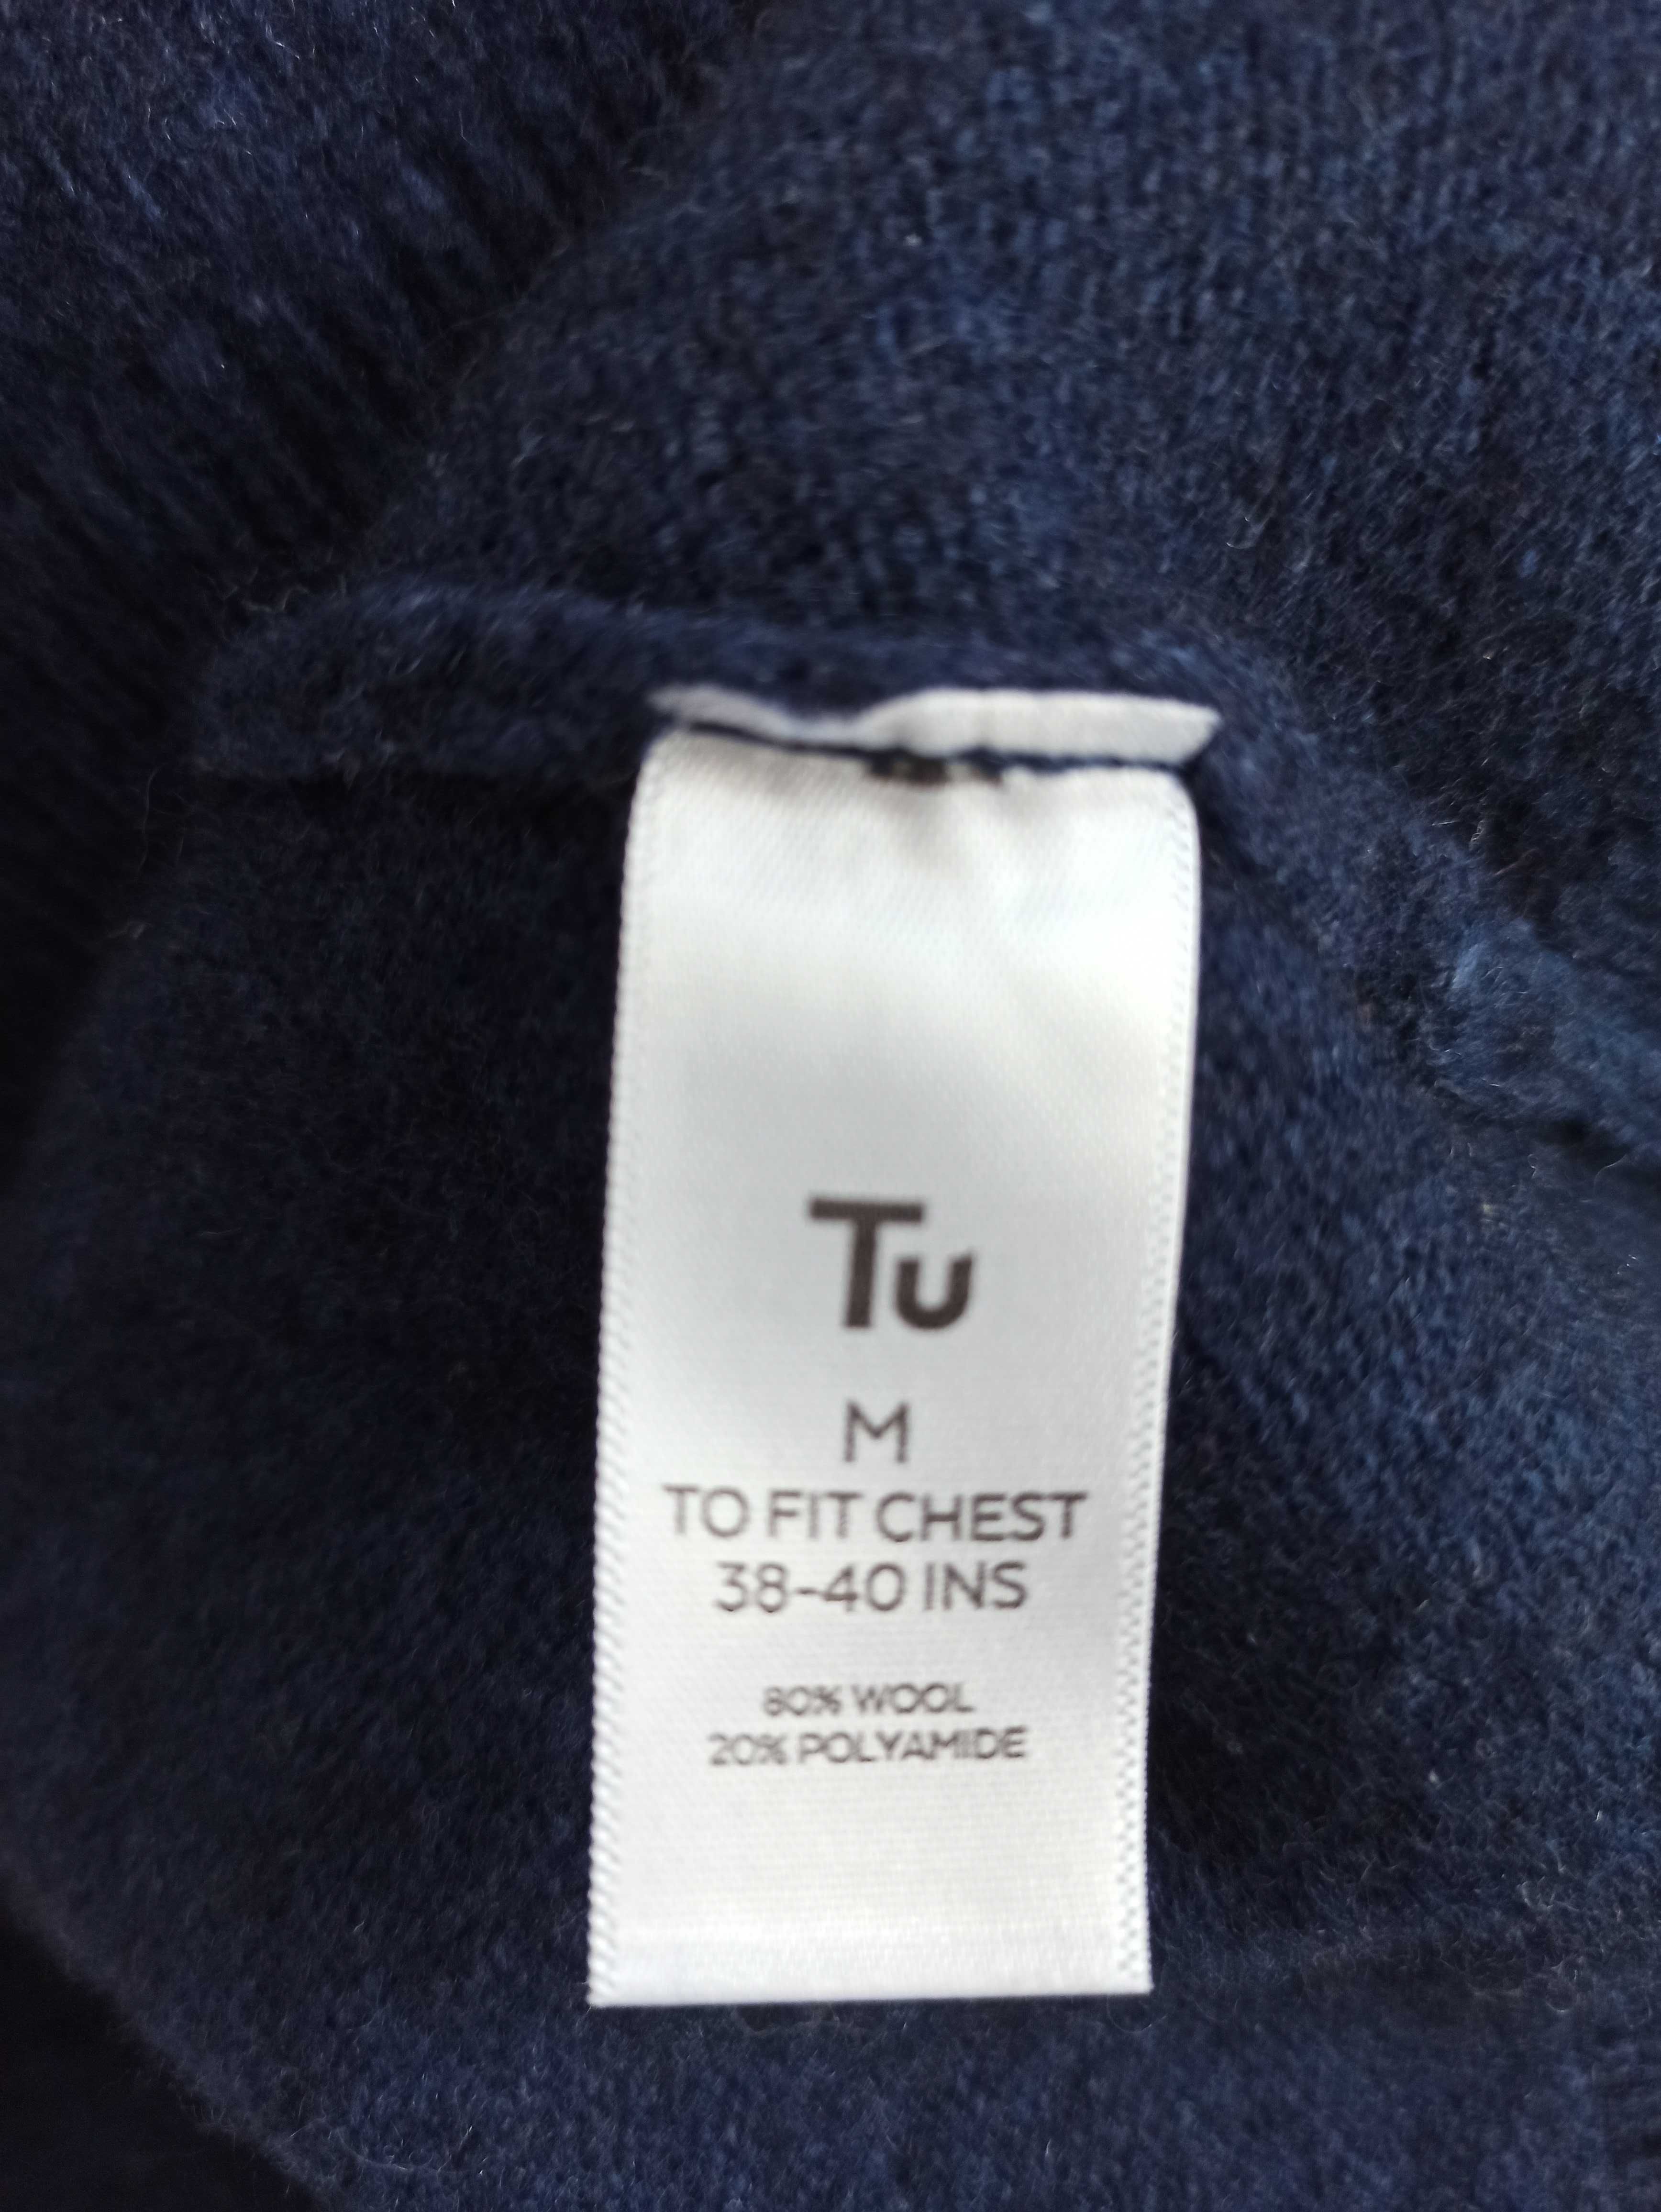 Tu
M
TO FIT CHEST
38-40 INS
80% WOOL
20% POLYAMIDE